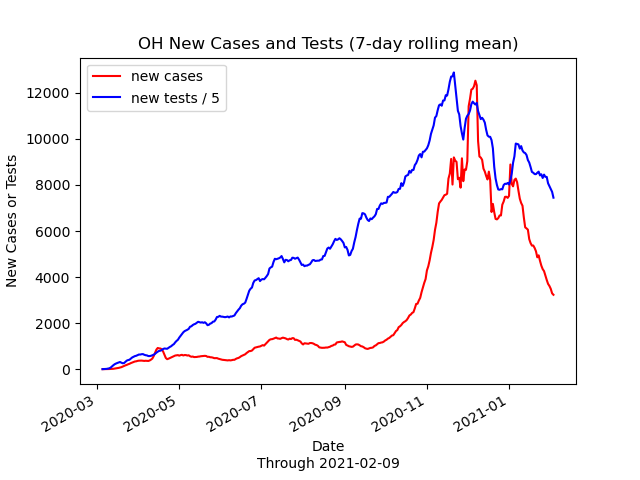 OH New Cases and Tests (7-day rolling mean)
new cases
new tests / 5
New Cases or Tests
12000
10000
8000
6000
4000
2000
0
2020-03
2020-05
2020-07
2020-09
2020-11
2021-01
Date
Through 2021-02-09